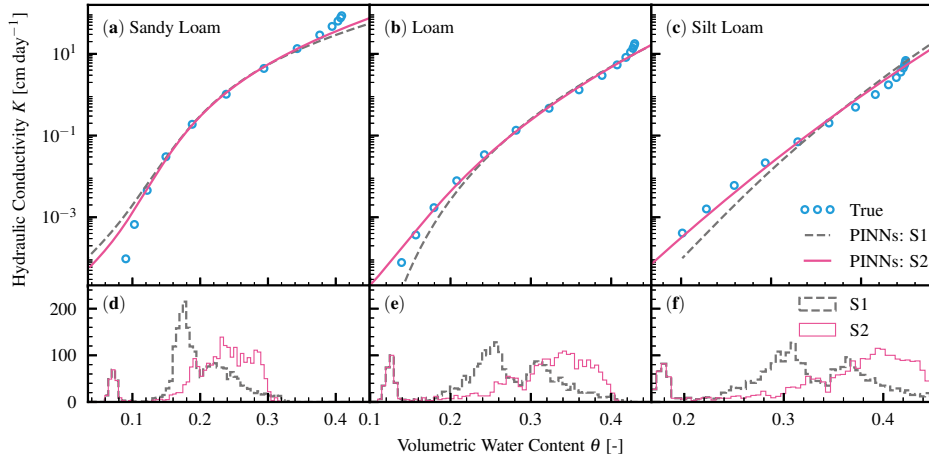 (a) Sandy Loam
(b) Loam
(c) Silt Loam
Hydraulic Conductivity K [cm day⁻¹]
10¹
10⁻¹
10⁻³
True
PINNs: S1
PINNs: S2
(d)
(e)
(f)
S1
S2
200
100
0
0.1 0.2 0.3 0.4
0.1 0.2 0.3 0.4
0.2 0.3 0.4
Volumetric Water Content θ [-]